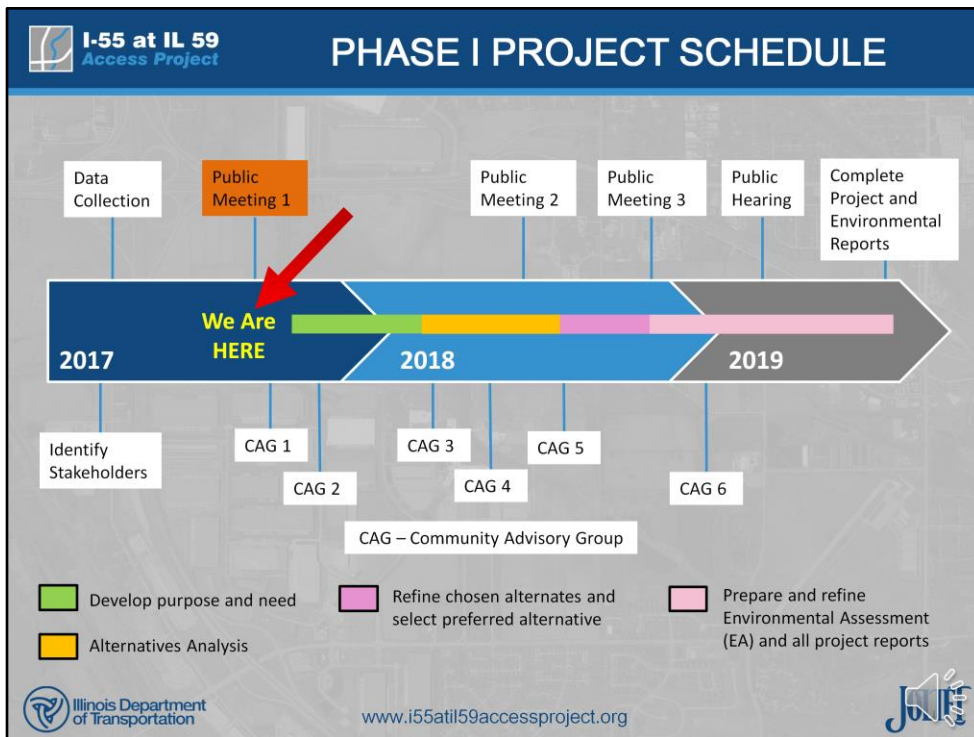 I-55 at IL 59
Access Project
PHASE I PROJECT SCHEDULE
Data
Collection
Public
Meeting 1
Public
Meeting 2
Public
Meeting 3
Public
Hearing
Complete
Project and
Environmental
Reports
We Are
HERE
2017
2018
2019
Identify
Stakeholders
CAG 1
CAG 2
CAG 3
CAG 4
CAG 5
CAG 6
CAG – Community Advisory Group
Develop purpose and need
Alternatives Analysis
Refine chosen alternates and
select preferred alternative
Prepare and refine
Environmental Assessment
(EA) and all project reports
Illinois Department
of Transportation
www.i55atil59accessproject.org